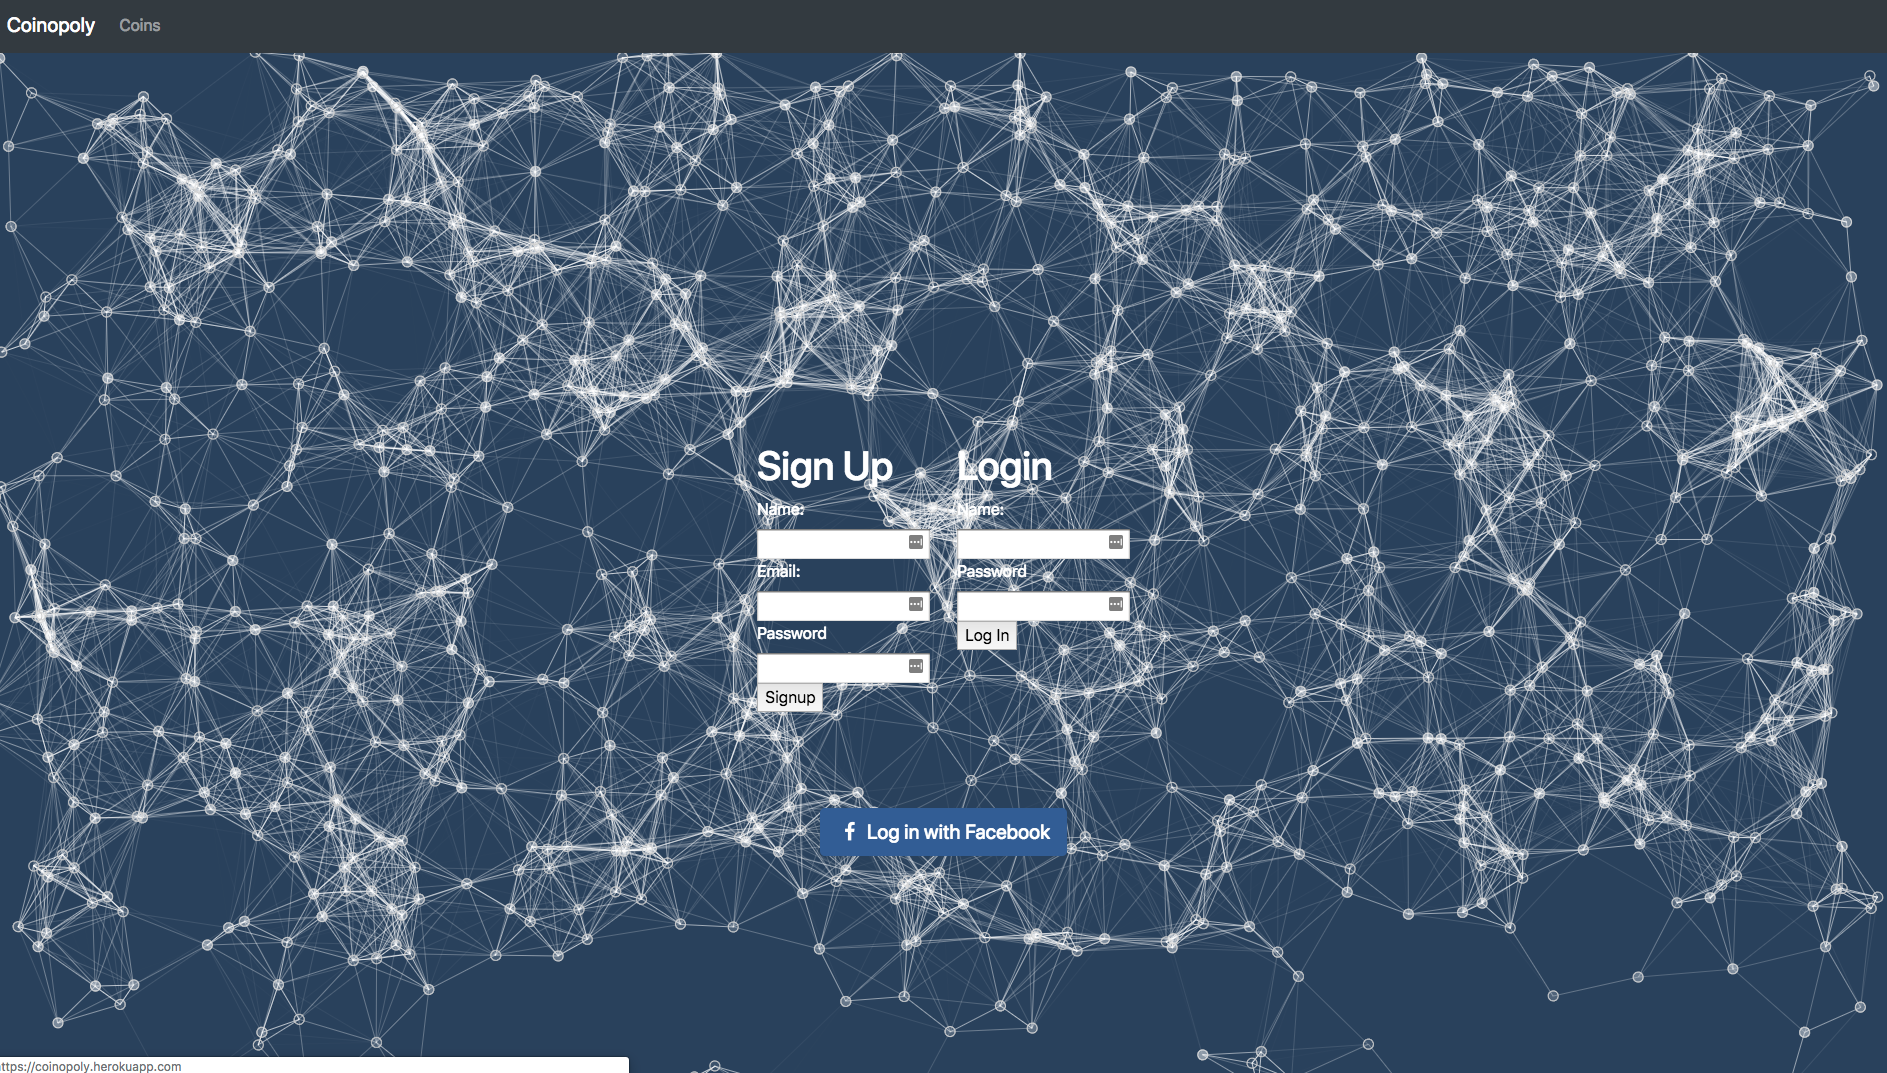 Coinopoly Coins
Sign Up
Name:
Email:
Password
Signup
Login
Name:
Password
Log In
Log in with Facebook
ttps://coinopoly.herokuapp.com